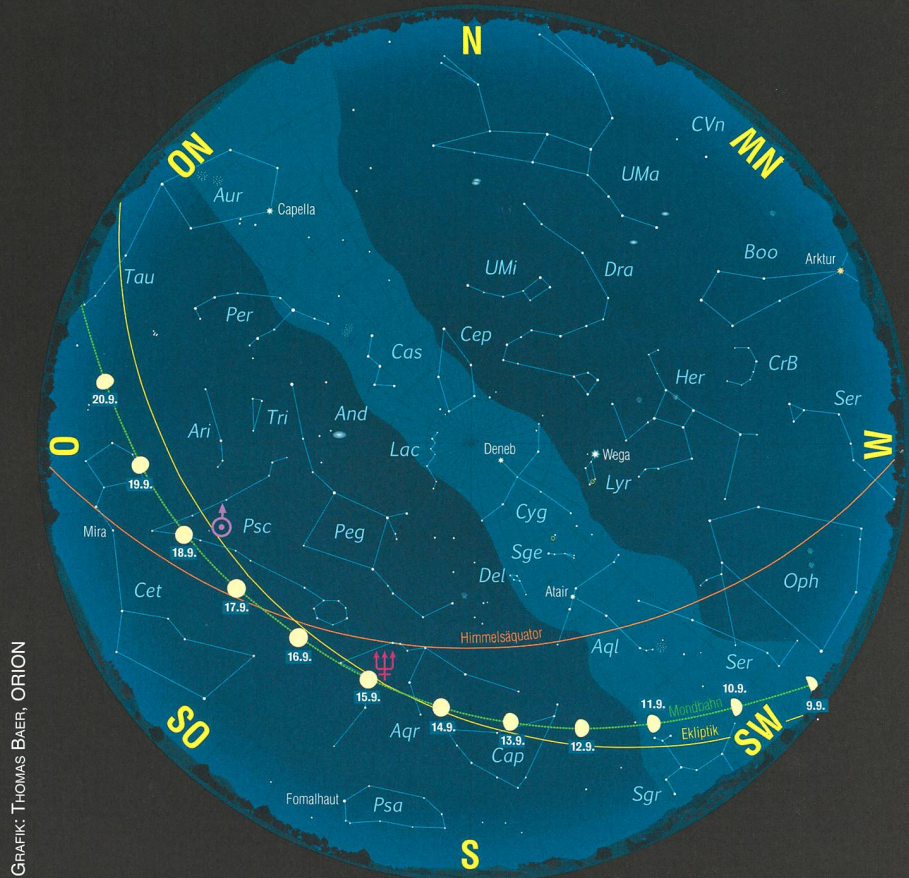 N
NO
NW
CVn
Aur
Capella
UMa
Tau
UMi
Dra
Boo
Arktur
Per
Cep
Cas
CrB
Her
20.9.
Ari
Tri
And
Ser
O
Lac
Deneb
Wega
W
19.9.
Lyr
Mira
18.9.
Psc
Peg
Cyg
Sge
Del
Atair
Oph
Cet
17.9.
Himmelsäquator
16.9.
Aql
Ser
15.9.
11.9.
10.9.
9.9.
Mondbahn
SO
Aqr
14.9.
13.9.
12.9.
Ekliptik
SW
Cap
Fomalhaut
Psa
Sgr
S
GRAFIK: THOMAS BAER, ORION